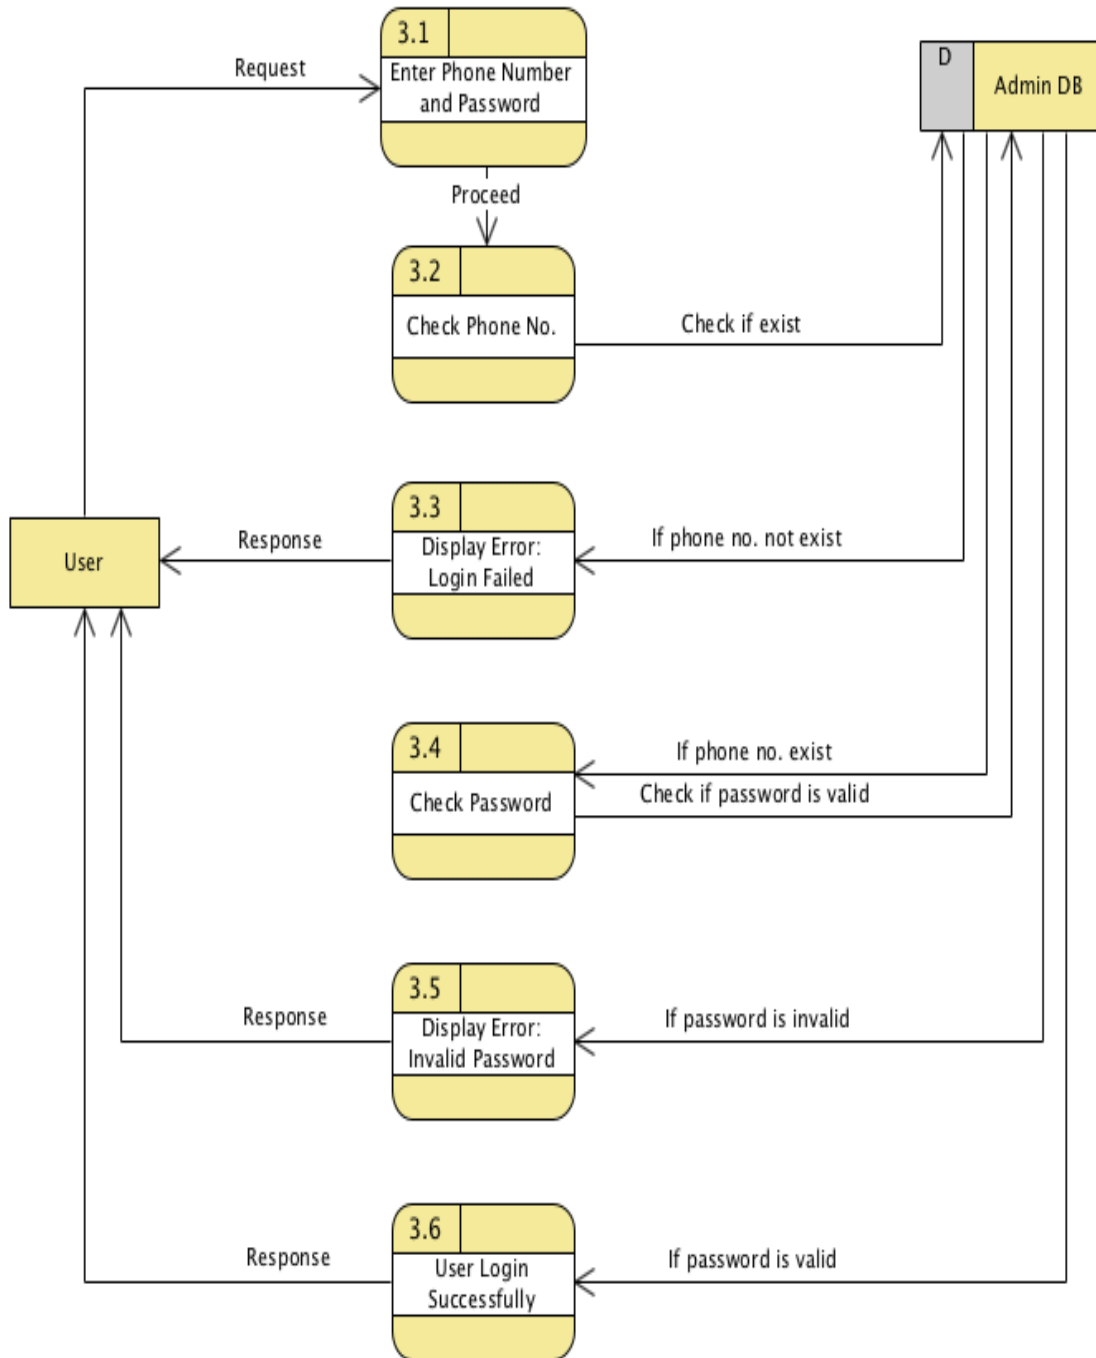 3.1
Enter Phone Number
and Password
D
Admin DB
Request
Proceed
3.2
Check Phone No.
Check if exist
3.3
Display Error:
Login Failed
Response
If phone no. not exist
User
3.4
Check Password
If phone no. exist
Check if password is valid
3.5
Display Error:
Invalid Password
Response
If password is invalid
3.6
User Login
Successfully
Response
If password is valid